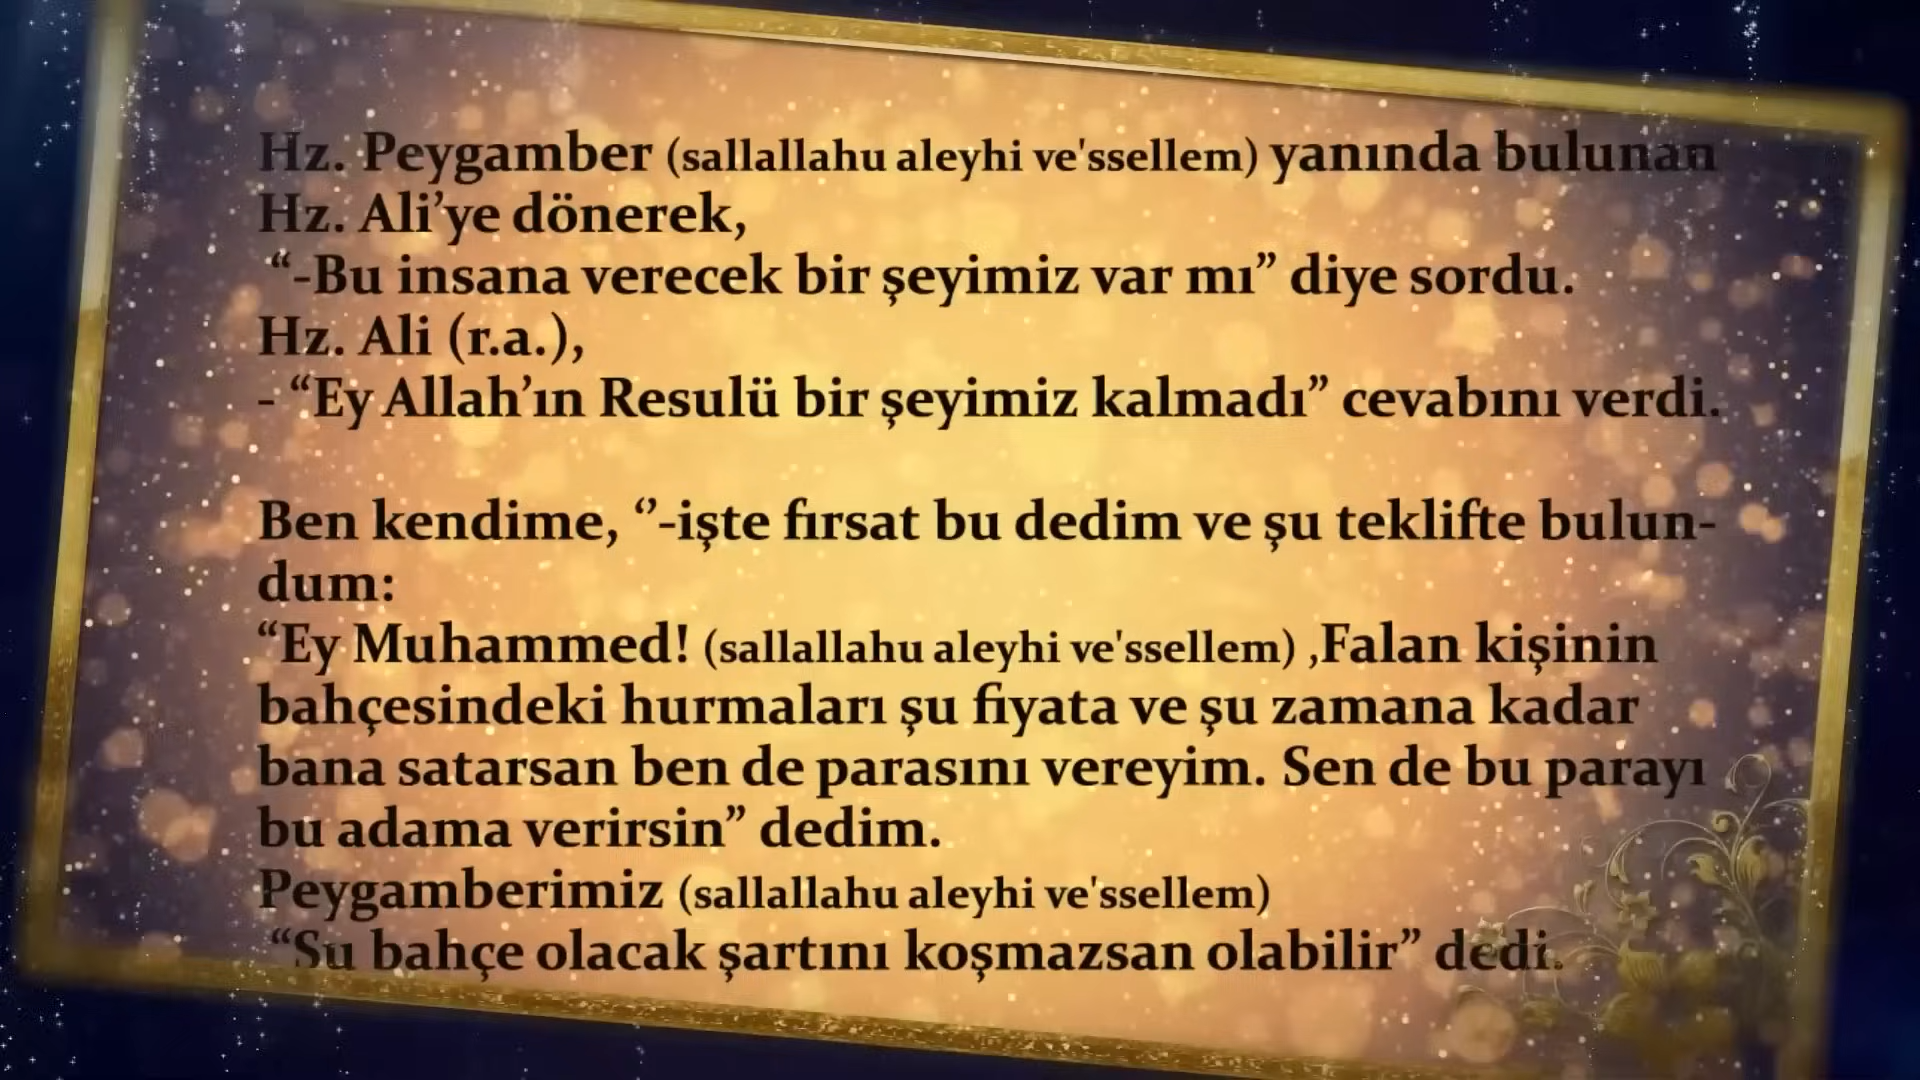 Hz. Peygamber (sallallahu aleyhi ve'ssellem) yanında bulunan
Hz. Ali’ye dönerek,
“-Bu insana verecek bir şeyimiz var mı” diye sordu.
Hz. Ali (r.a.),
- “Ey Allah’ın Resulü bir şeyimiz kalmadı” cevabını verdi.
Ben kendime, ‘’-işte fırsat bu dedim ve şu teklifte bulun-
dum:
“Ey Muhammed! (sallallahu aleyhi ve'ssellem) ,Falan kişinin
bahçesindeki hurmaları şu fiyata ve şu zamana kadar
bana satarsan ben de parasını vereyim. Sen de bu parayı
bu adama verirsin” dedim.
Peygamberimiz (sallallahu aleyhi ve'ssellem)
“Su bahçe olacak şartını koşmazsan olabilir” dedi.